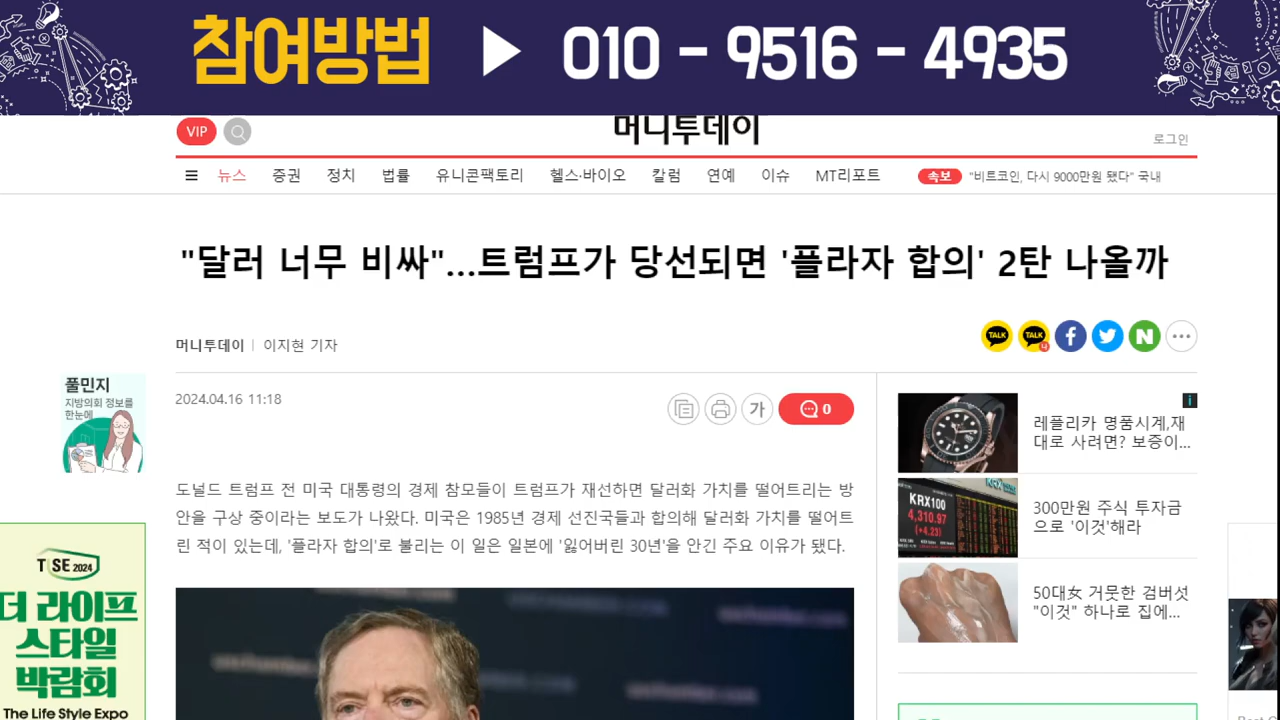 참여방법 ▶ 010 - 9516 - 4935
VIP
머니투데이
로그인
뉴스 증권 정치 법률 유니콘팩토리 헬스·바이오 칼럼 연예 이슈 MT리포트 속보 "비트코인, 다시 9000만원 됐다" 국내
"달러 너무 비싸"...트럼프가 당선되면 '플라자 합의' 2탄 나올까
머니투데이 | 이지현 기자
TALK TALK 4 f N
2024.04.16 11:18
가 0
도널드 트럼프 전 미국 대통령의 경제 참모들이 트럼프가 재선하면 달러화 가치를 떨어트리는 방
안을 구상 중이라는 보도가 나왔다. 미국은 1985년 경제 선진국들과 합의해 달러화 가치를 떨어트
린 적이 있는데, '플라자 합의'로 불리는 이 일은 일본에 '잃어버린 30년'을 안긴 주요 이유가 됐다.
풀민지
지방의회 정보를
한눈에
TSE 2024
더 라이프
스타일
박람회
The Life Style Expo
레플리카 명품시계,재
대로 사려면? 보증이...
KRX100
4,310.97
(+4.23)
300만원 주식 투자금
으로 '이것'해라
50대女 거뭇한 검버섯
"이것" 하나로 집에...